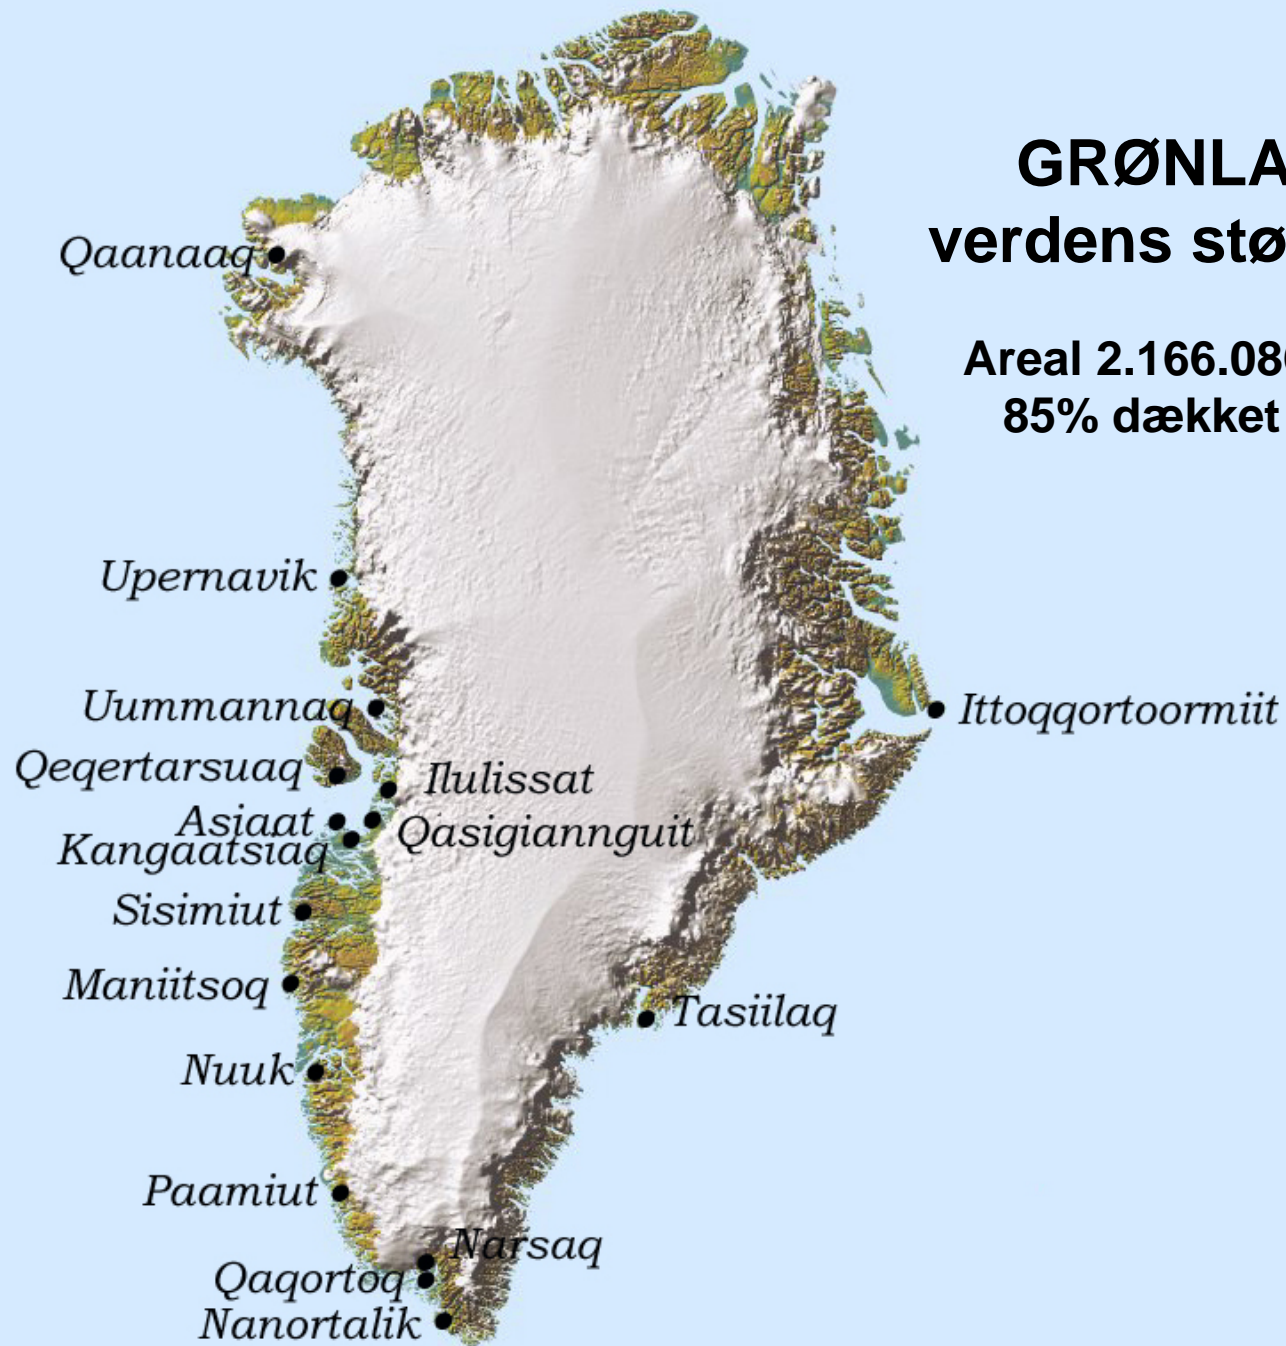 GRØNLA
verdens stø
Areal 2.166.08
85% dækket
Qaanaaq
Upernavik
Uummannaq
Ittoqqortoormiit
Qeqertarsuaq
Ilulissat
Asiaat
Qasigiannguit
Kangaatsiaq
Sisimiut
Maniitsoq
Tasiilaq
Nuuk
Paamiut
Narsaq
Qaqortoq
Nanortalik